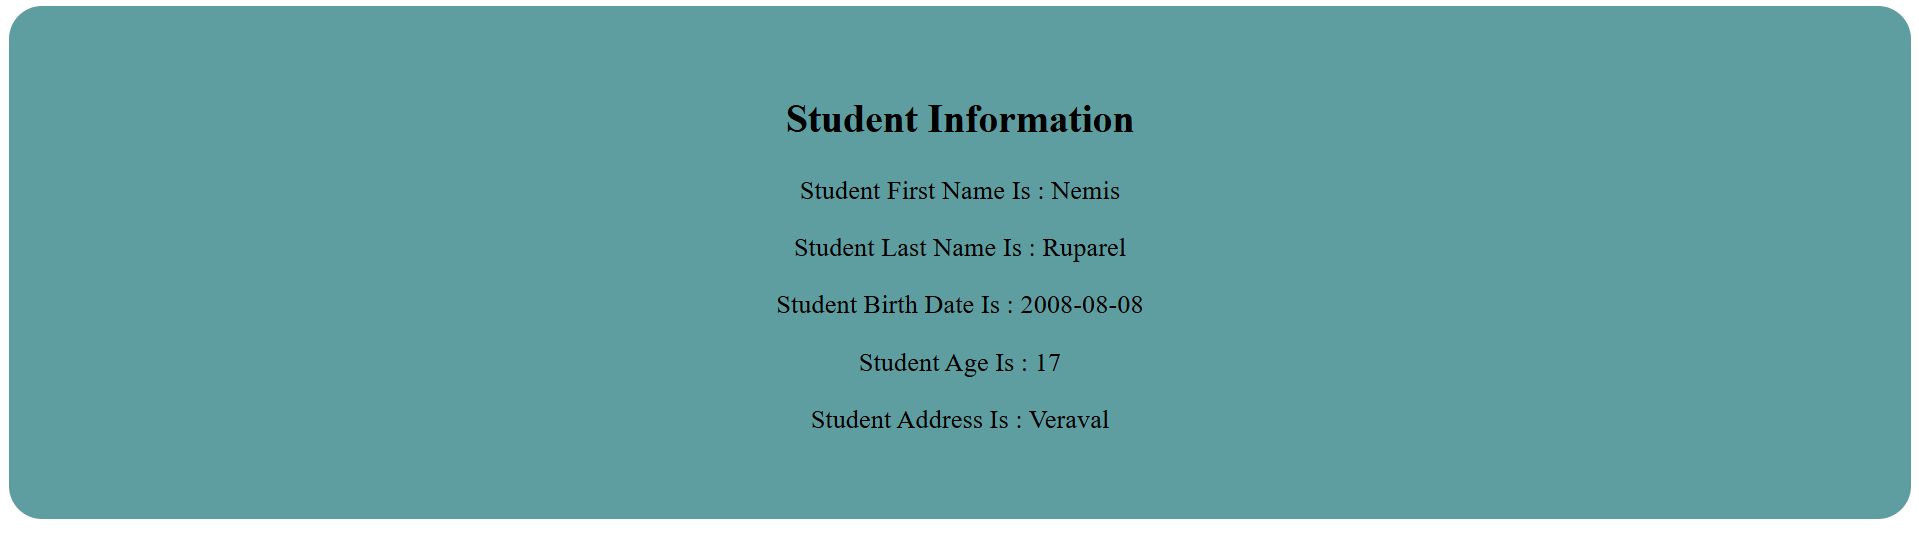 Student Information
Student First Name Is : Nemis
Student Last Name Is : Ruparel
Student Birth Date Is : 2008-08-08
Student Age Is : 17
Student Address Is : Veraval